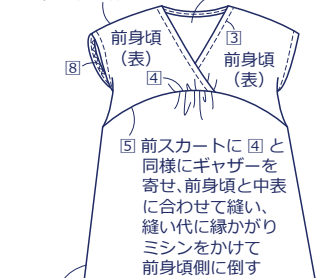 前身頃
（表）
③
前身頃
（表）
⑧
④
⑤ 前スカートに ④ と
同様にギャザーを
寄せ、前身頃と中表
に合わせて縫い、
縫い代に縁かがり
ミシンをかけて
前身頃側に倒す